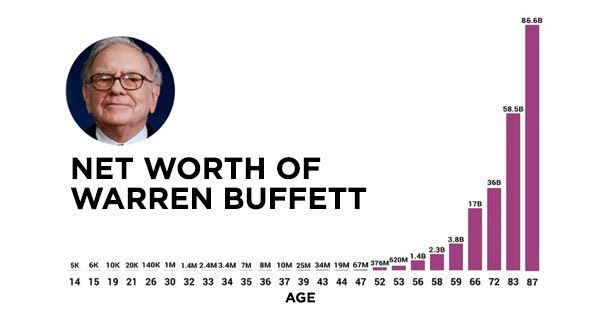 NET WORTH OF
WARREN BUFFETT
5K 6K 10K 20K 140K 1M 1.4M 2.4M 3.4M 7M 8M 10M 25M 34M 19M 67M 376M 620M 1.4B 2.3B 3.8B 17B 36B 58.5B 86.6B
14 15 19 21 26 30 32 33 34 35 36 37 39 43 44 47 52 53 56 58 59 66 72 83 87
AGE